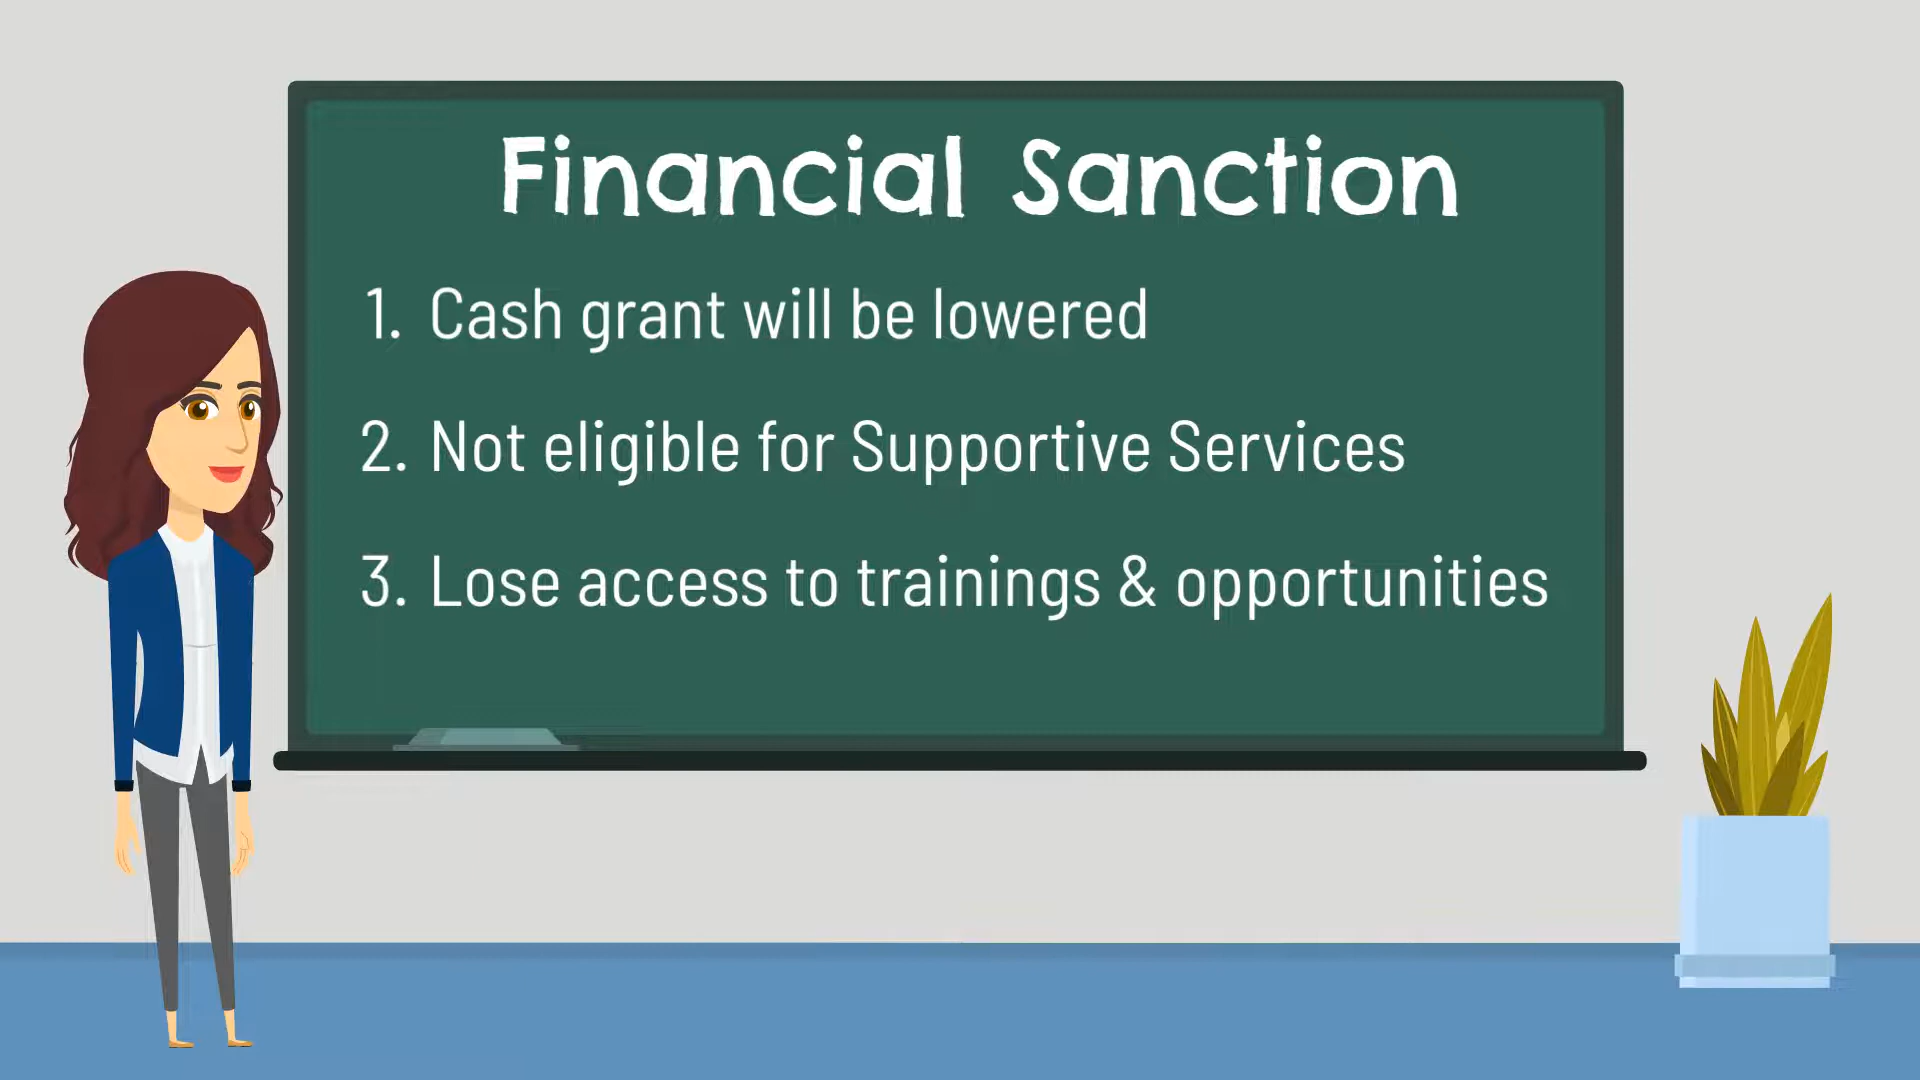 Financial Sanction
1. Cash grant will be lowered
2. Not eligible for Supportive Services
3. Lose access to trainings & opportunities